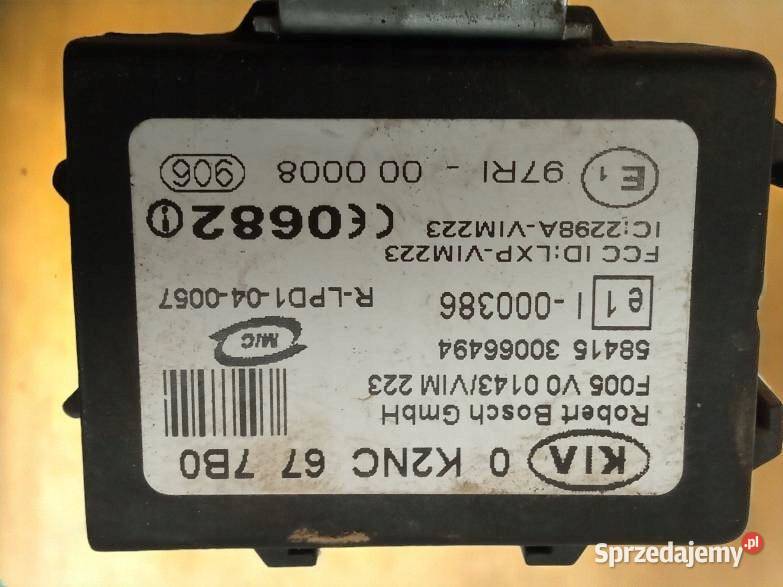 KIA 0 K2NC 67 7B0
Robert Bosch GmbH
F005 V0 0143/VIM 223
58415 30066494
MIC
e1 I-000386 R-LPD1-04-0057
FCC ID:LXP-VIM223
IC:2298A-VIM223
CE0682
E1 97RI - 00 0008 906
Sprzedajemy.pl